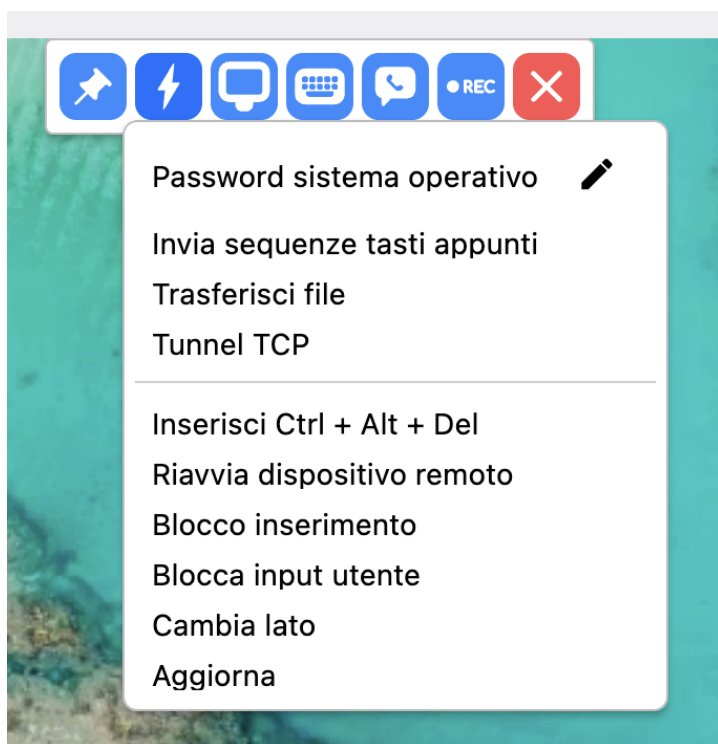 REC
Password sistema operativo
Invia sequenze tasti appunti
Trasferisci file
Tunnel TCP
Inserisci Ctrl + Alt + Del
Riavvia dispositivo remoto
Blocco inserimento
Blocca input utente
Cambia lato
Aggiorna